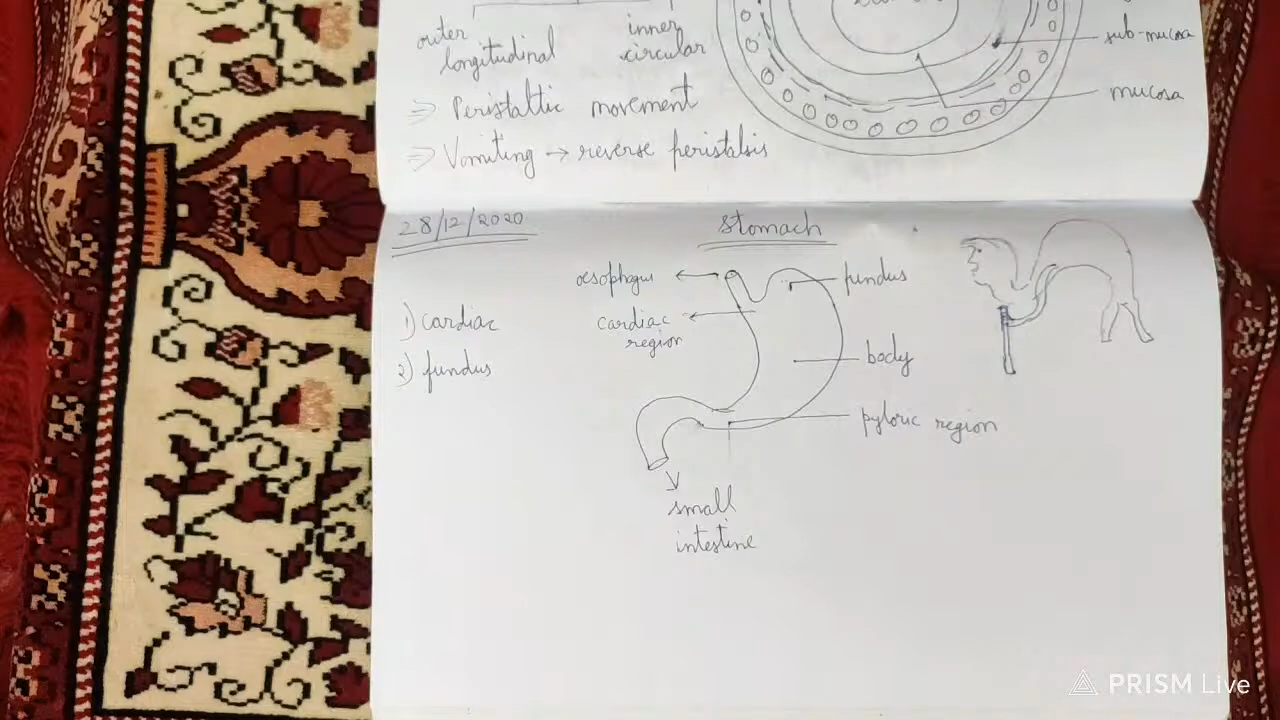 outer
longitudinal
inner
circular
sub-mucosa
mucosa
⇒ Peristaltic movement
⇒ Vomiting → reverse peristalsis
28/12/2020
Stomach
oesophagus
fundus
1) cardiac
cardiac
region
2) fundus
body
pyloric region
small
intestine
PRISM Live